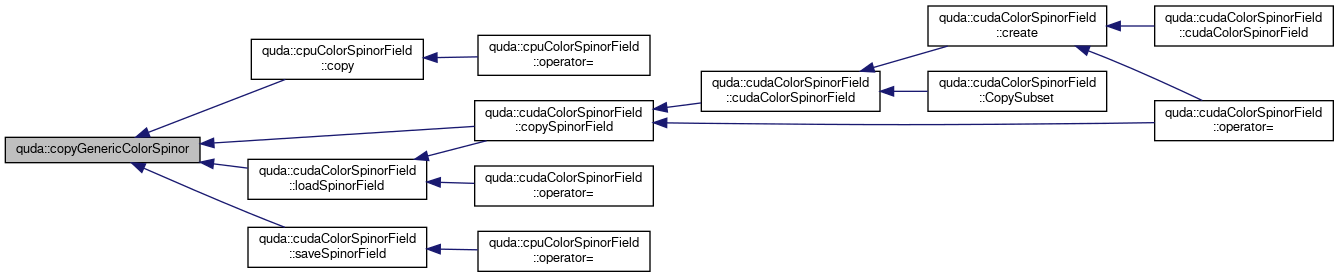 quda::copyGenericColorSpinor
quda::cpuColorSpinorField
::copy
quda::cpuColorSpinorField
::operator=
quda::cudaColorSpinorField
::copySpinorField
quda::cudaColorSpinorField
::cudaColorSpinorField
quda::cudaColorSpinorField
::create
quda::cudaColorSpinorField
::cudaColorSpinorField
quda::cudaColorSpinorField
::CopySubset
quda::cudaColorSpinorField
::operator=
quda::cudaColorSpinorField
::loadSpinorField
quda::cudaColorSpinorField
::operator=
quda::cudaColorSpinorField
::saveSpinorField
quda::cpuColorSpinorField
::operator=